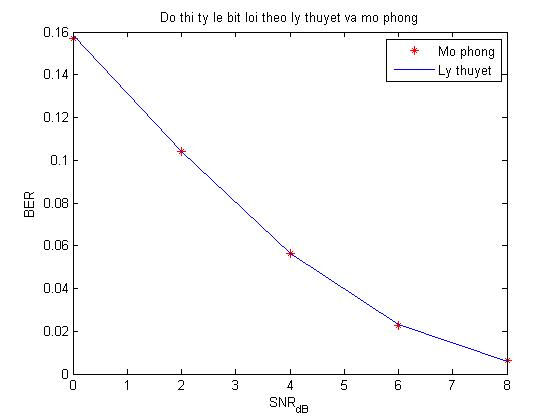 Do thi ty le bit loi theo ly thuyet va mo phong
0.16
0.14
0.12
0.1
0.08
0.06
0.04
0.02
0
BER
Mo phong
Ly thuyet
0 1 2 3 4 5 6 7 8
SNR_dB